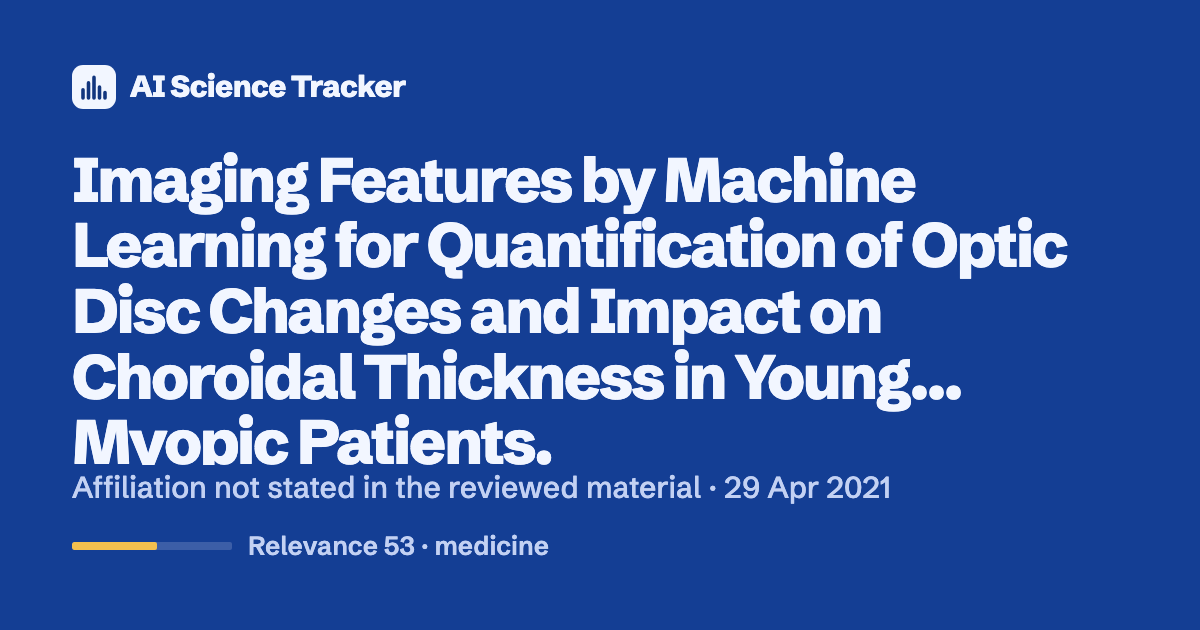 AI Science Tracker
Imaging Features by Machine
Learning for Quantification of Optic
Disc Changes and Impact on
Choroidal Thickness in Young...
Myopic Patients.
Affiliation not stated in the reviewed material · 29 Apr 2021
Relevance 53 · medicine